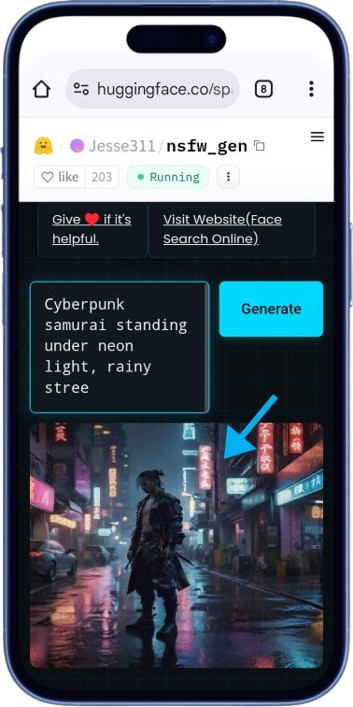 huggingface.co/sp
8
Jesse311/nsfw_gen
like 203 Running
Give ❤️ if it's
helpful.
Visit Website(Face
Search Online)
Cyberpunk
samurai standing
under neon
light, rainy
stree
Generate